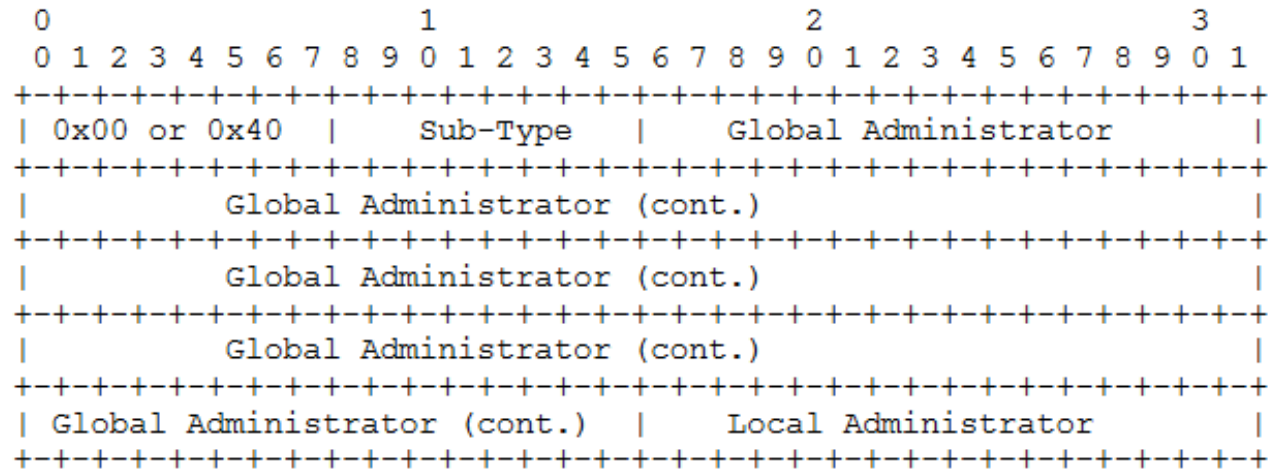 0                   1                   2                   3
0 1 2 3 4 5 6 7 8 9 0 1 2 3 4 5 6 7 8 9 0 1 2 3 4 5 6 7 8 9 0 1
+-+-+-+-+-+-+-+-+-+-+-+-+-+-+-+-+-+-+-+-+-+-+-+-+-+-+-+-+-+-+-+-+
| 0x00 or 0x40  |    Sub-Type   |    Global Administrator       |
+-+-+-+-+-+-+-+-+-+-+-+-+-+-+-+-+-+-+-+-+-+-+-+-+-+-+-+-+-+-+-+-+
|          Global Administrator (cont.)                         |
+-+-+-+-+-+-+-+-+-+-+-+-+-+-+-+-+-+-+-+-+-+-+-+-+-+-+-+-+-+-+-+-+
|          Global Administrator (cont.)                         |
+-+-+-+-+-+-+-+-+-+-+-+-+-+-+-+-+-+-+-+-+-+-+-+-+-+-+-+-+-+-+-+-+
|          Global Administrator (cont.)                         |
+-+-+-+-+-+-+-+-+-+-+-+-+-+-+-+-+-+-+-+-+-+-+-+-+-+-+-+-+-+-+-+-+
| Global Administrator (cont.)  |    Local Administrator        |
+-+-+-+-+-+-+-+-+-+-+-+-+-+-+-+-+-+-+-+-+-+-+-+-+-+-+-+-+-+-+-+-+